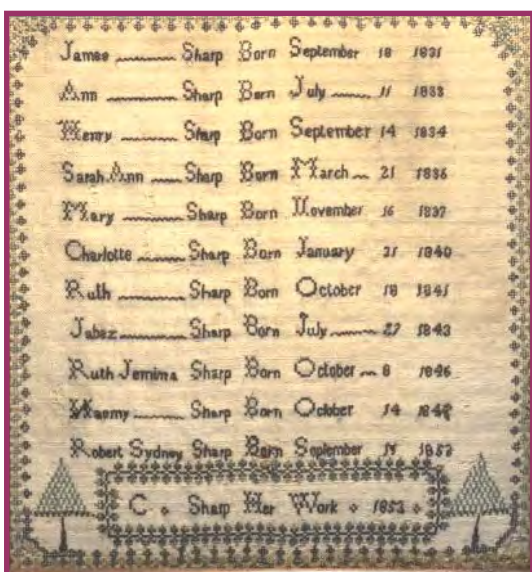 James Sharp Born September 18 1831
Ann Sharp Born July 11 1833
Henry Sharp Born September 14 1834
Sarah Ann Sharp Born March 21 1836
Mary Sharp Born November 16 1837
Charlotte Sharp Born January 31 1840
Ruth Sharp Born October 18 1841
Jabez Sharp Born July 27 1843
Ruth Jemima Sharp Born October 8 1846
Sharp Born October 14
Robert Sydney Sharp Born September
C Sharp Her Work 1853